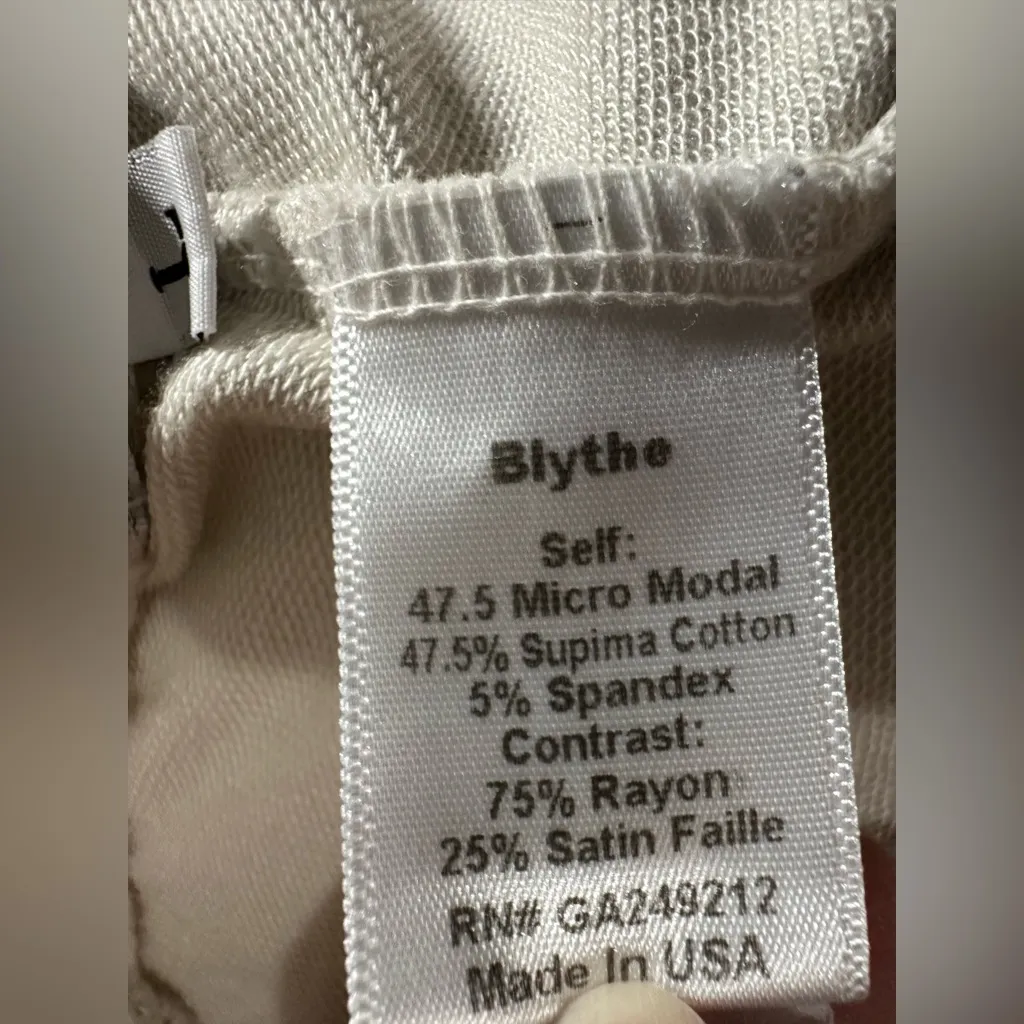 Blythe
Self:
47.5 Micro Modal
47.5% Supima Cotton
5% Spandex
Contrast:
75% Rayon
25% Satin Faille
RN# GA249212
Made In USA